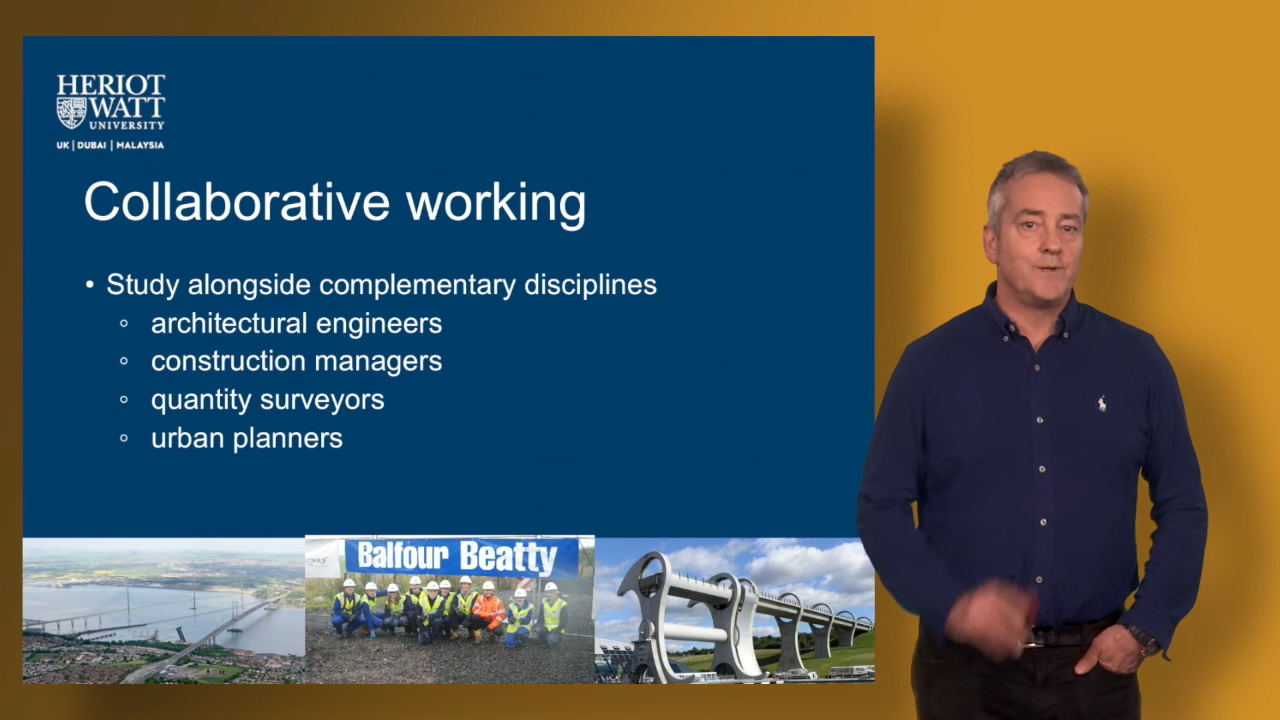 HERIOT
WATT
UNIVERSITY
UK | DUBAI | MALAYSIA
Collaborative working
• Study alongside complementary disciplines
◦ architectural engineers
◦ construction managers
◦ quantity surveyors
◦ urban planners
Balfour Beatty